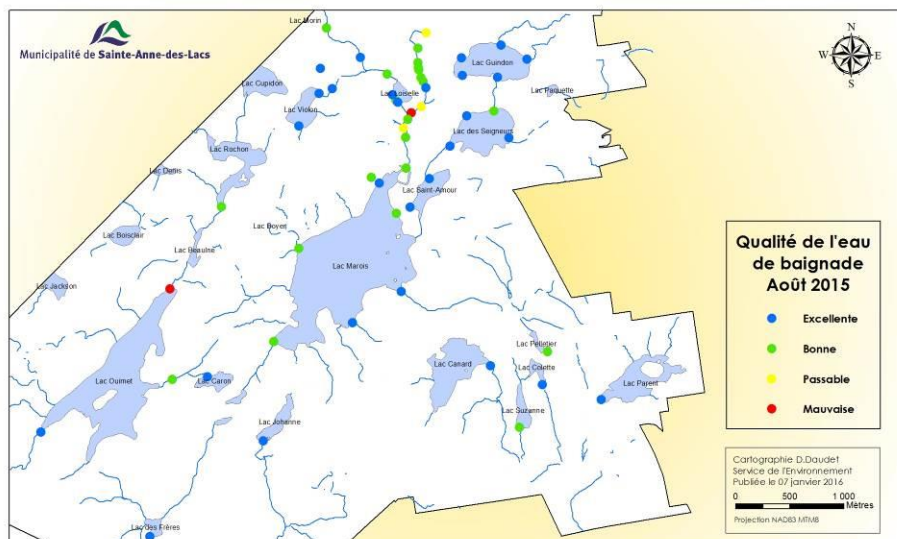 Municipalité de Sainte-Anne-des-Lacs
Lac Morin
Lac Guindon
Lac Cupidon
Lac Loiselle
Lac Paquette
Lac Violon
Lac des Seigneurs
Lac Rochon
Lac Denis
Lac Saint-Amour
Lac Boyen
Lac Boisclair
Lac Beaulne
Lac Marois
Lac Jackson
Lac Pelletier
Lac Canard
Lac Colette
Lac Ouimet
Lac Caron
Lac Parent
Lac Suzanne
Lac Johanne
Lac des Frères
N
W
E
S
Qualité de l'eau
de baignade
Août 2015
Excellente
Bonne
Passable
Mauvaise
Cartographie D.Daudet
Service de l'Environnement
Publiée le 07 janvier 2016
0 500 1 000
Mètres
Projection NAD83 MTM8